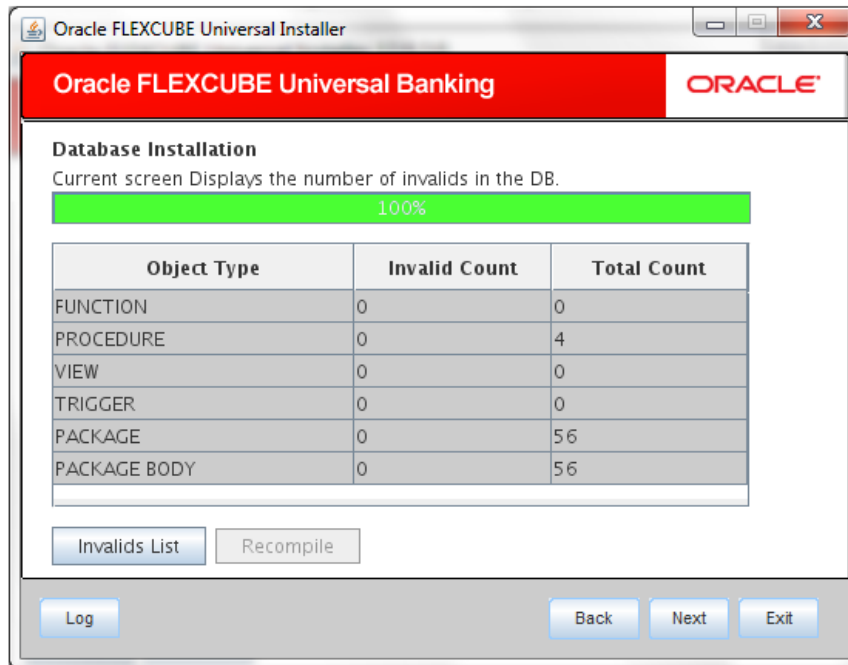 Oracle FLEXCUBE Universal Installer
Oracle FLEXCUBE Universal Banking
ORACLE®
Database Installation
Current screen Displays the number of invalids in the DB.
100%
Object Type Invalid Count Total Count
FUNCTION 0 0
PROCEDURE 0 4
VIEW 0 0
TRIGGER 0 0
PACKAGE 0 56
PACKAGE BODY 0 56
Invalids List Recompile
Log Back Next Exit